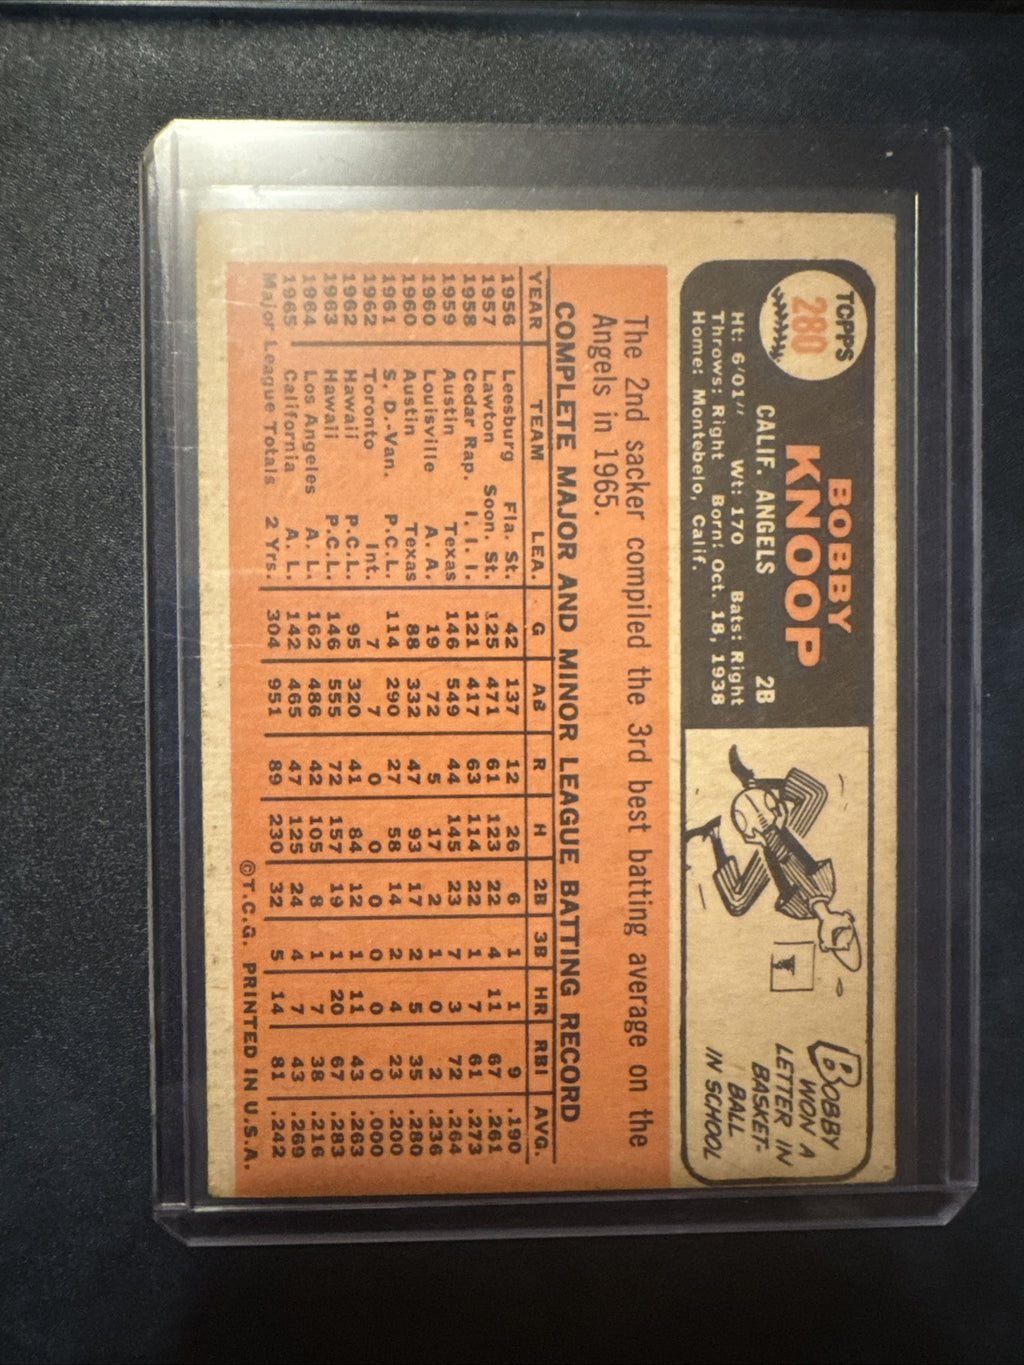 TOPPS
280
BOBBY
KNOOP
CALIF. ANGELS 2B
Ht: 6'01" Wt: 170 Bats: Right
Throws: Right Born: Oct. 18, 1938
Home: Montebelo, Calif.
BOBBY
WON A
LETTER IN
BASKET-
BALL
IN SCHOOL
The 2nd sacker compiled the 3rd best batting average on the
Angels in 1965.
COMPLETE MAJOR AND MINOR LEAGUE BATTING RECORD
YEAR TEAM LEA. G AB R H 2B 3B HR RBI AVG.
1956 Leesburg Fla. St. 42 137 12 26 6 1 1 9 .190
1957 Lawton Soon. St. 125 471 61 123 22 4 11 67 .261
1958 Cedar Rap. I. I. I. 121 417 63 114 22 1 7 61 .273
1959 Austin Texas 146 549 44 145 23 7 3 72 .264
1960 Louisville A. A. 19 72 5 17 2 1 0 2 .236
1960 Austin Texas 88 332 47 93 17 2 5 35 .280
1961 S. D.-Van. P.C.L. 114 290 27 58 14 2 4 23 .200
1962 Toronto Int. 7 7 0 0 0 0 0 0 .000
1962 Hawaii P.C.L. 95 320 41 84 12 1 11 43 .263
1963 Hawaii P.C.L. 146 555 72 157 19 1 20 67 .283
1964 Los Angeles A. L. 162 486 42 105 8 1 7 38 .216
1965 California A. L. 142 465 47 125 24 4 7 43 .269
Major League Totals 2 Yrs. 304 951 89 230 32 5 14 81 .242
©T.C.G. PRINTED IN U.S.A.